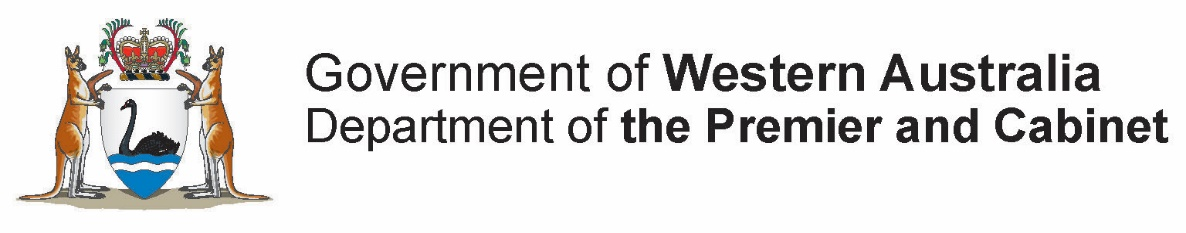 Government of Western Australia
Department of the Premier and Cabinet